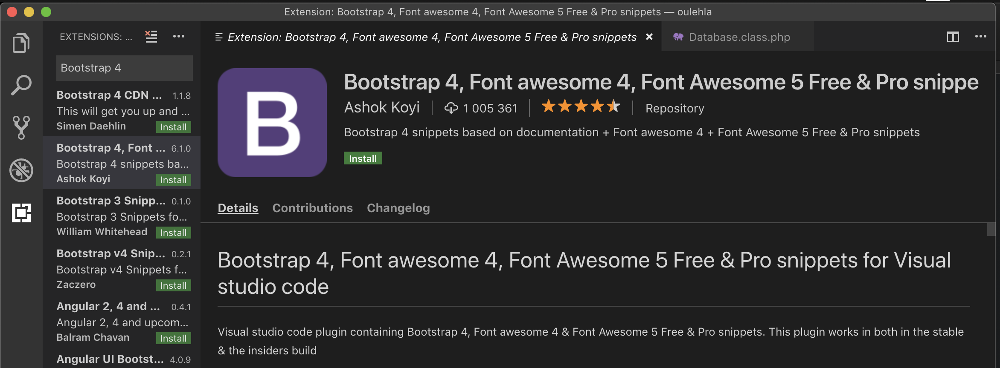 Extension: Bootstrap 4, Font awesome 4, Font Awesome 5 Free & Pro snippets — oulehla
EXTENSIONS: ...
Extension: Bootstrap 4, Font awesome 4, Font Awesome 5 Free & Pro snippets
Database.class.php
Bootstrap 4
Bootstrap 4 CDN ... 1.1.8
This will get you up and ...
Simen Daehlin Install
Bootstrap 4, Font ... 6.1.0
Bootstrap 4 snippets ba...
Ashok Koyi Install
Bootstrap 3 Snipp... 0.1.0
Bootstrap 3 Snippets fo...
William Whitehead Install
Bootstrap v4 Snip... 0.2.1
Bootstrap v4 Snippets f...
Zaczero Install
Angular 2, 4 and ... 0.4.1
Angular 2, 4 and upcom...
Balram Chavan Install
Angular UI Bootst... 4.0.9
B
Bootstrap 4, Font awesome 4, Font Awesome 5 Free & Pro snippe
Ashok Koyi 1 005 361 Repository
Bootstrap 4 snippets based on documentation + Font awesome 4 + Font Awesome 5 Free & Pro snippets
Install
Details Contributions Changelog
Bootstrap 4, Font awesome 4, Font Awesome 5 Free & Pro snippets for Visual
studio code
Visual studio code plugin containing Bootstrap 4, Font awesome 4 & Font Awesome 5 Free & Pro snippets. This plugin works in both in the stable
& the insiders build